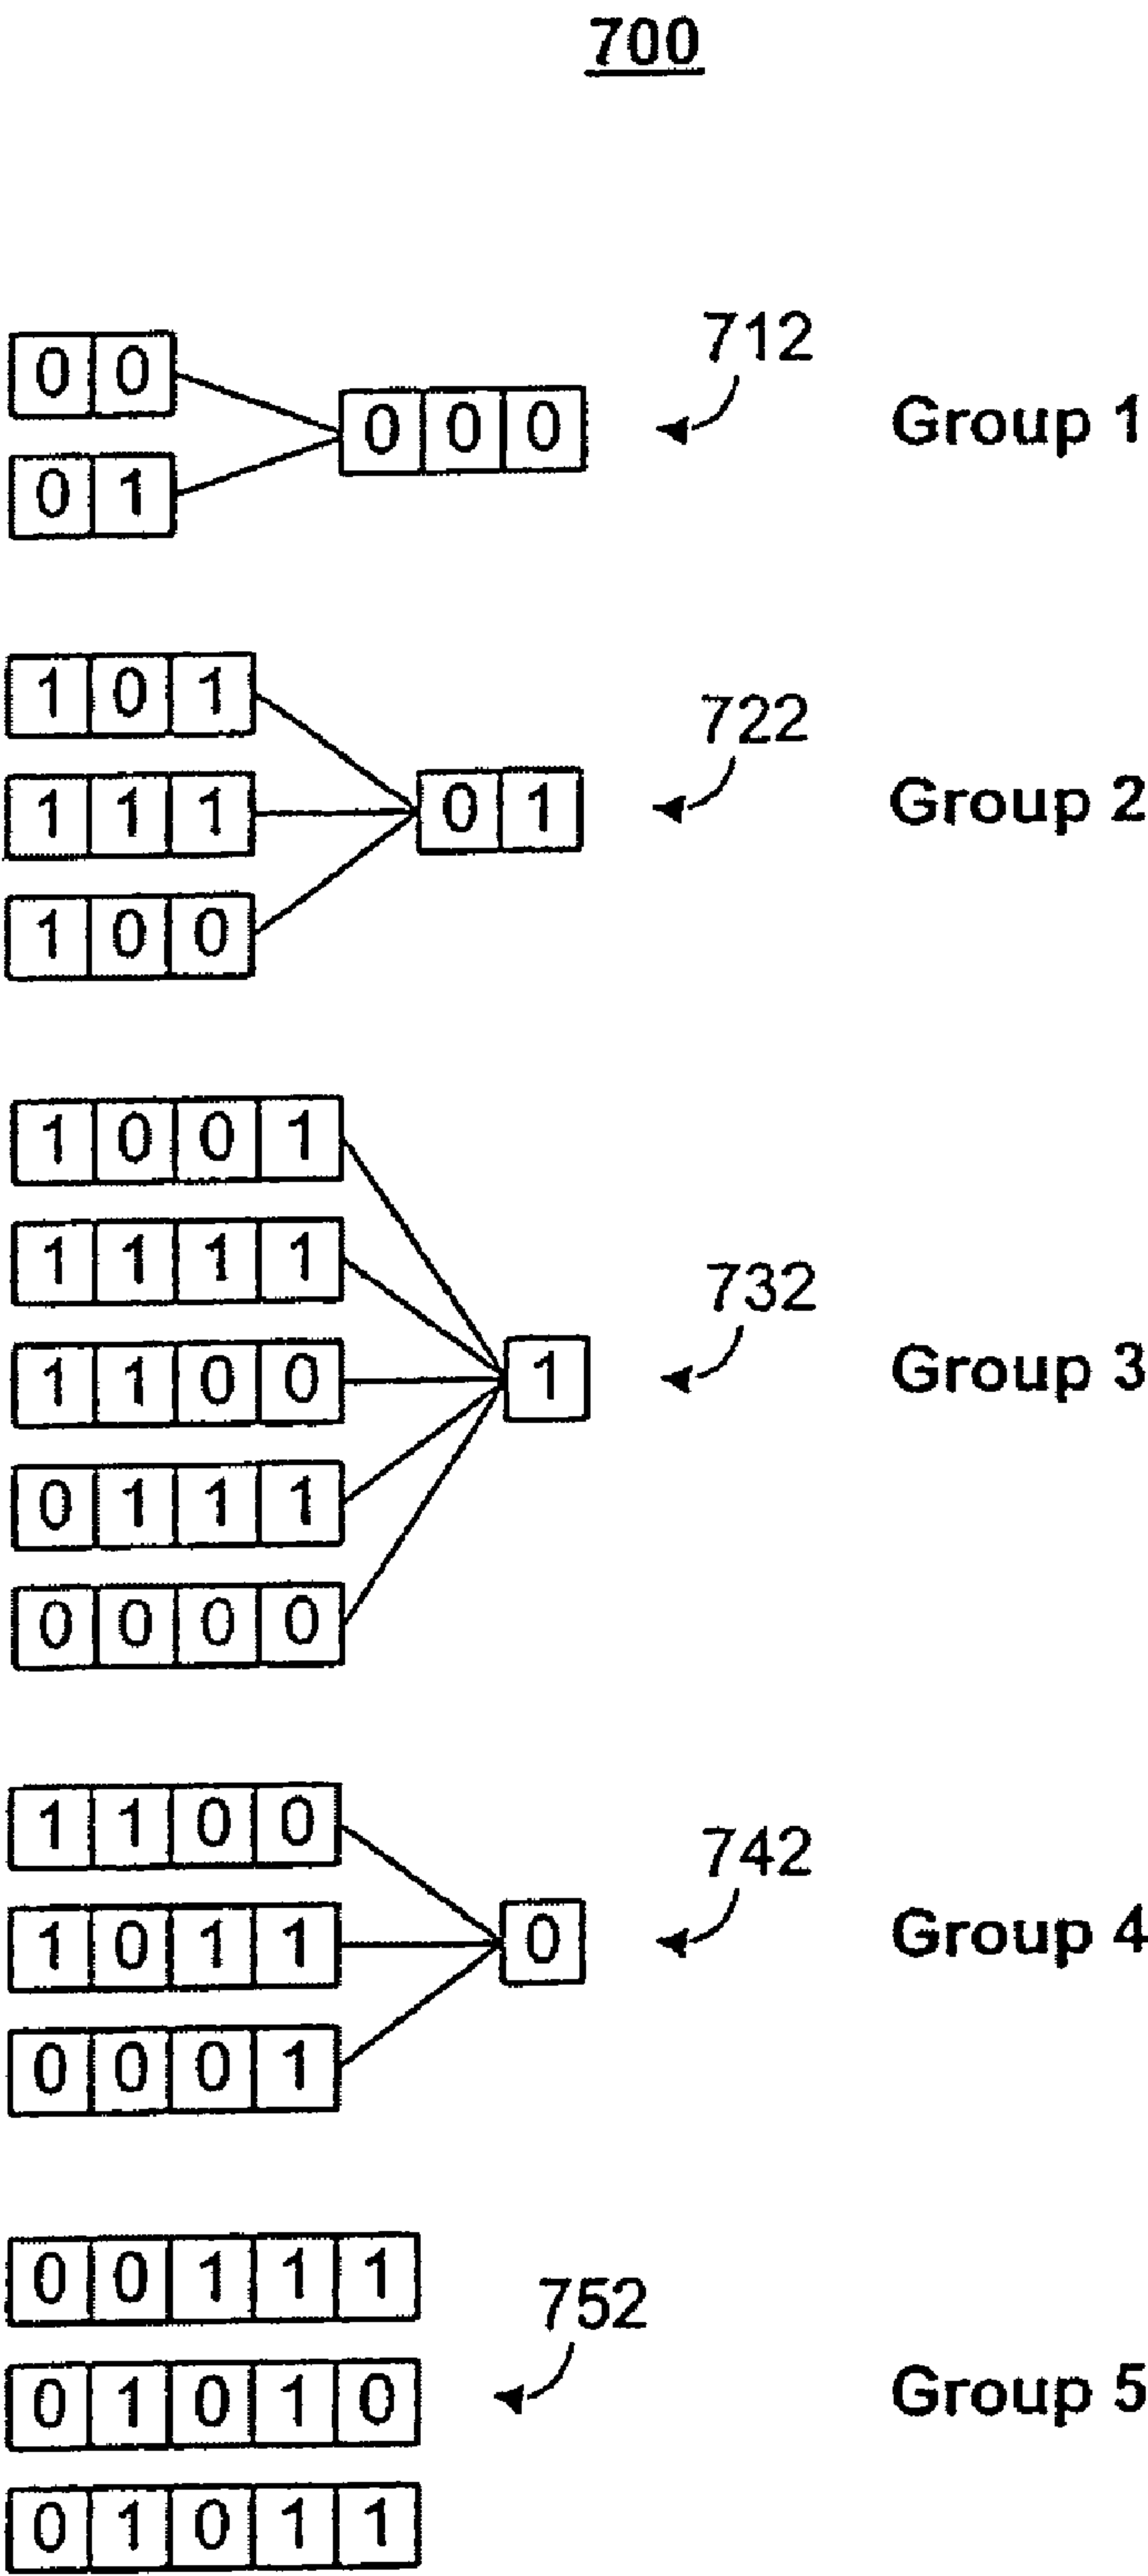 700
0 0
712
0 0 0
Group 1
0 1
1 0 1
722
1 1 1
0 1
Group 2
1 0 0
1 0 0 1
1 1 1 1
732
1 1 0 0
1
Group 3
0 1 1 1
0 0 0 0
1 1 0 0
742
1 0 1 1
0
Group 4
0 0 0 1
0 0 1 1 1
752
0 1 0 1 0
Group 5
0 1 0 1 1